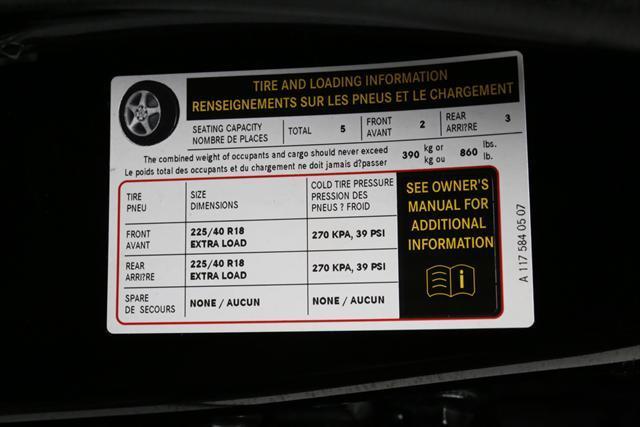 TIRE AND LOADING INFORMATION
RENSEIGNEMENTS SUR LES PNEUS ET LE CHARGEMENT
SEATING CAPACITY TOTAL 5 FRONT 2 REAR 3
NOMBRE DE PLACES AVANT ARRI?RE
The combined weight of occupants and cargo should never exceed 390 kg or 860 lbs.
Le poids total des occupants et du chargement ne doit jamais d?passer kg ou lb.
TIRE SIZE COLD TIRE PRESSURE
PNEU DIMENSIONS PRESSION DES
PNEUS ? FROID
FRONT 225/40 R18 270 KPA, 39 PSI
AVANT EXTRA LOAD
REAR 225/40 R18 270 KPA, 39 PSI
ARRI?RE EXTRA LOAD
SPARE NONE / AUCUN NONE / AUCUN
DE SECOURS
SEE OWNER'S
MANUAL FOR
ADDITIONAL
INFORMATION
i
A 117 584 05 07